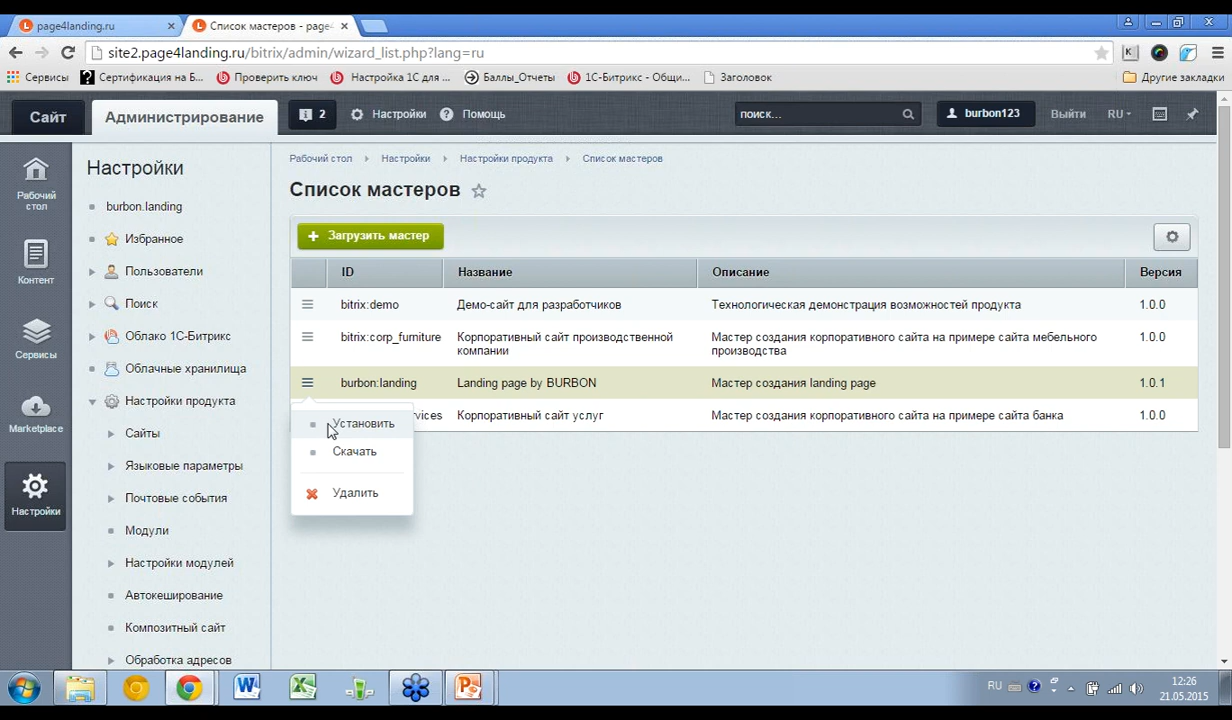 page4landing.ru
Список мастеров - page4
site2.page4landing.ru/bitrix/admin/wizard_list.php?lang=ru
Сервисы
Сертификация на Б...
Проверить ключ
Настройка 1С для ...
Баллы_Отчеты
1С-Битрикс - Общи...
Заголовок
Другие закладки
Сайт
Администрирование
2
Настройки
Помощь
поиск...
burbon123
Выйти
RU
Рабочий стол
Контент
Сервисы
Marketplace
Настройки
Настройки
burbon.landing
Избранное
Пользователи
Поиск
Облако 1С-Битрикс
Облачные хранилища
Настройки продукта
Сайты
Языковые параметры
Почтовые события
Модули
Настройки модулей
Автокеширование
Композитный сайт
Обработка адресов
Рабочий стол Настройки Настройки продукта Список мастеров
Список мастеров
+ Загрузить мастер
ID Название Описание Версия
bitrix:demo Демо-сайт для разработчиков Технологическая демонстрация возможностей продукта 1.0.0
bitrix:corp_furniture Корпоративный сайт производственной компании Мастер создания корпоративного сайта на примере сайта мебельного производства 1.0.0
burbon:landing Landing page by BURBON Мастер создания landing page 1.0.1
vices Корпоративный сайт услуг Мастер создания корпоративного сайта на примере сайта банка 1.0.0
Установить
Скачать
Удалить
RU
12:26
21.05.2015